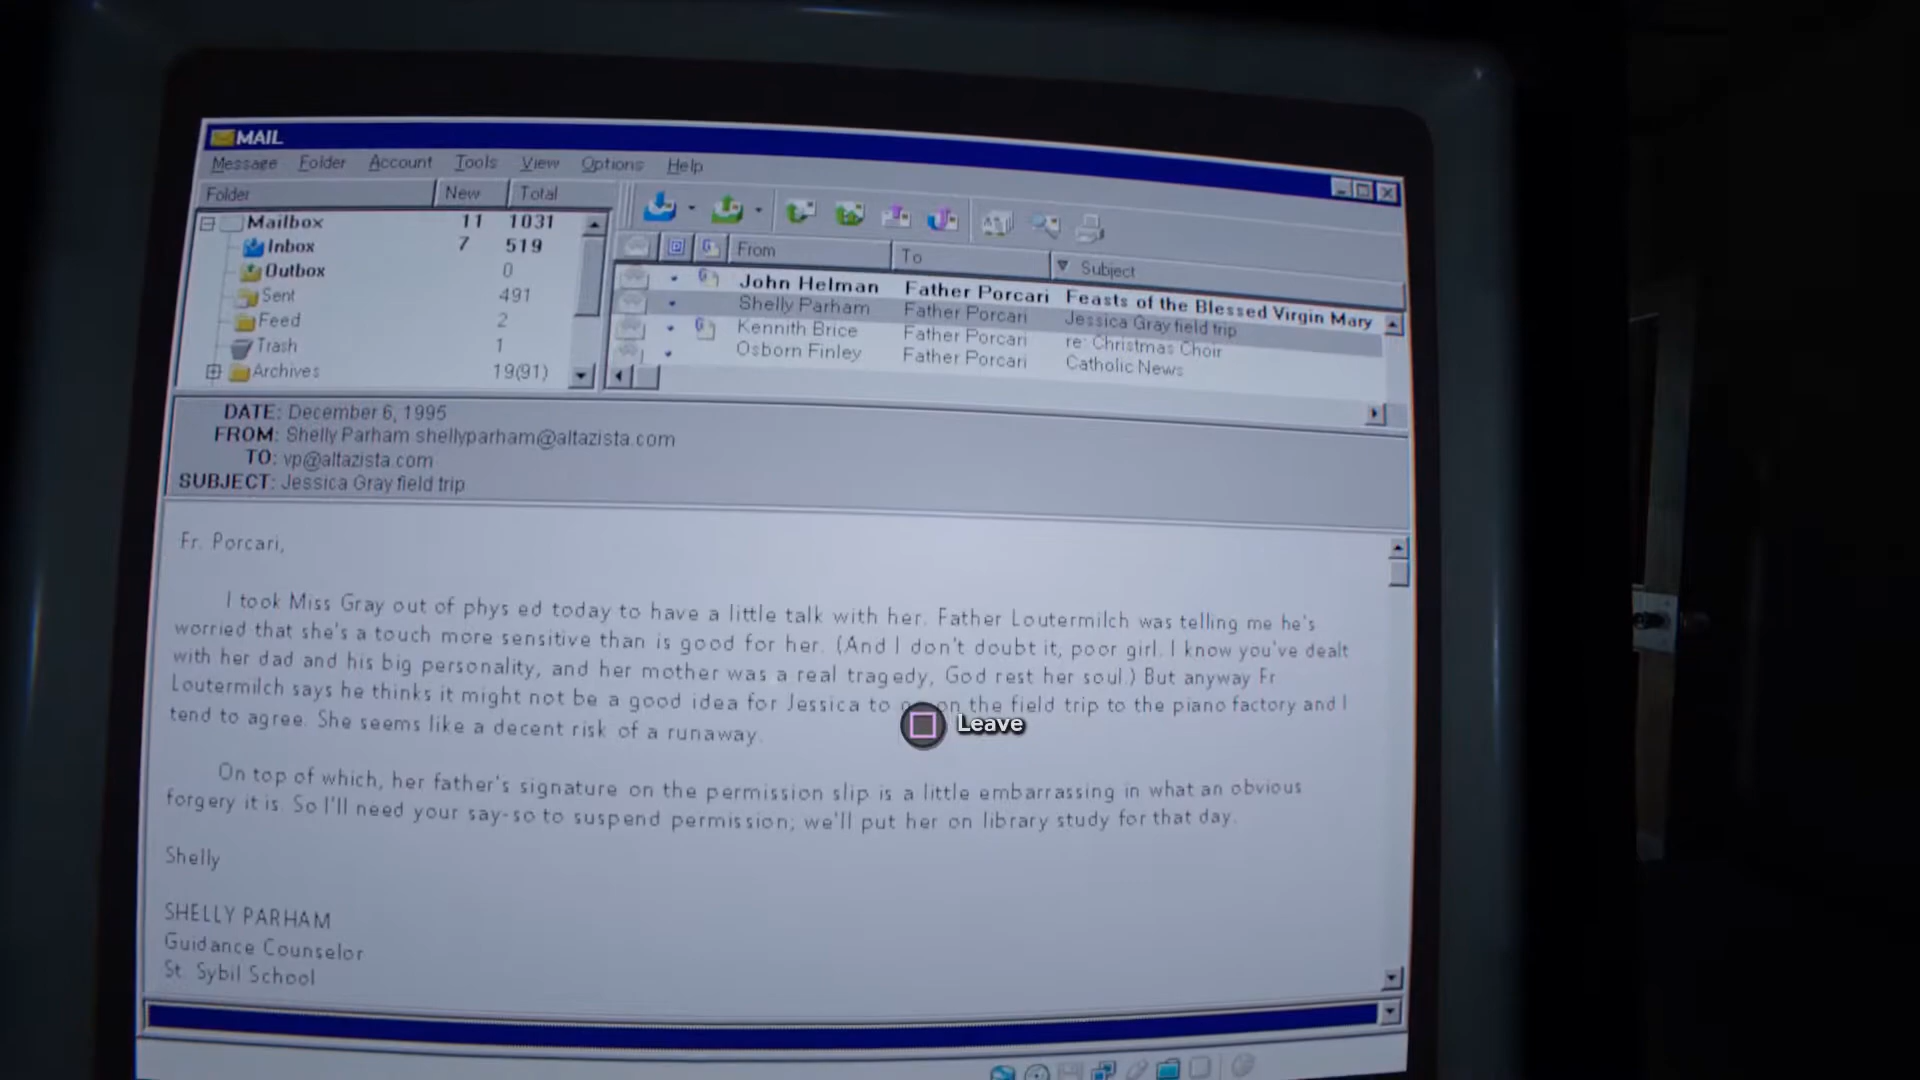 MAIL
Message Folder Account Tools View Options Help
Folder New Total
Mailbox 11 1031
Inbox 7 519
Outbox 0
Sent 491
Feed 2
Trash 1
Archives 19(91)
From To Subject
John Helman Father Porcari Feasts of the Blessed Virgin Mary
Shelly Parham Father Porcari Jessica Gray field trip
Kennith Brice Father Porcari re: Christmas Choir
Osborn Finley Father Porcari Catholic News
DATE: December 6, 1995
FROM: Shelly Parham shellyparham@altazista.com
TO: vp@altazista.com
SUBJECT: Jessica Gray field trip
Fr. Porcari,
I took Miss Gray out of phys ed today to have a little talk with her. Father Loutermilch was telling me he's
worried that she's a touch more sensitive than is good for her. (And I don't doubt it, poor girl. I know you've dealt
with her dad and his big personality, and her mother was a real tragedy, God rest her soul.) But anyway Fr
Loutermilch says he thinks it might not be a good idea for Jessica to on the field trip to the piano factory and I
tend to agree. She seems like a decent risk of a runaway.
Leave
On top of which, her father's signature on the permission slip is a little embarrassing in what an obvious
forgery it is. So I'll need your say-so to suspend permission; we'll put her on library study for that day.
Shelly
SHELLY PARHAM
Guidance Counselor
St. Sybil School